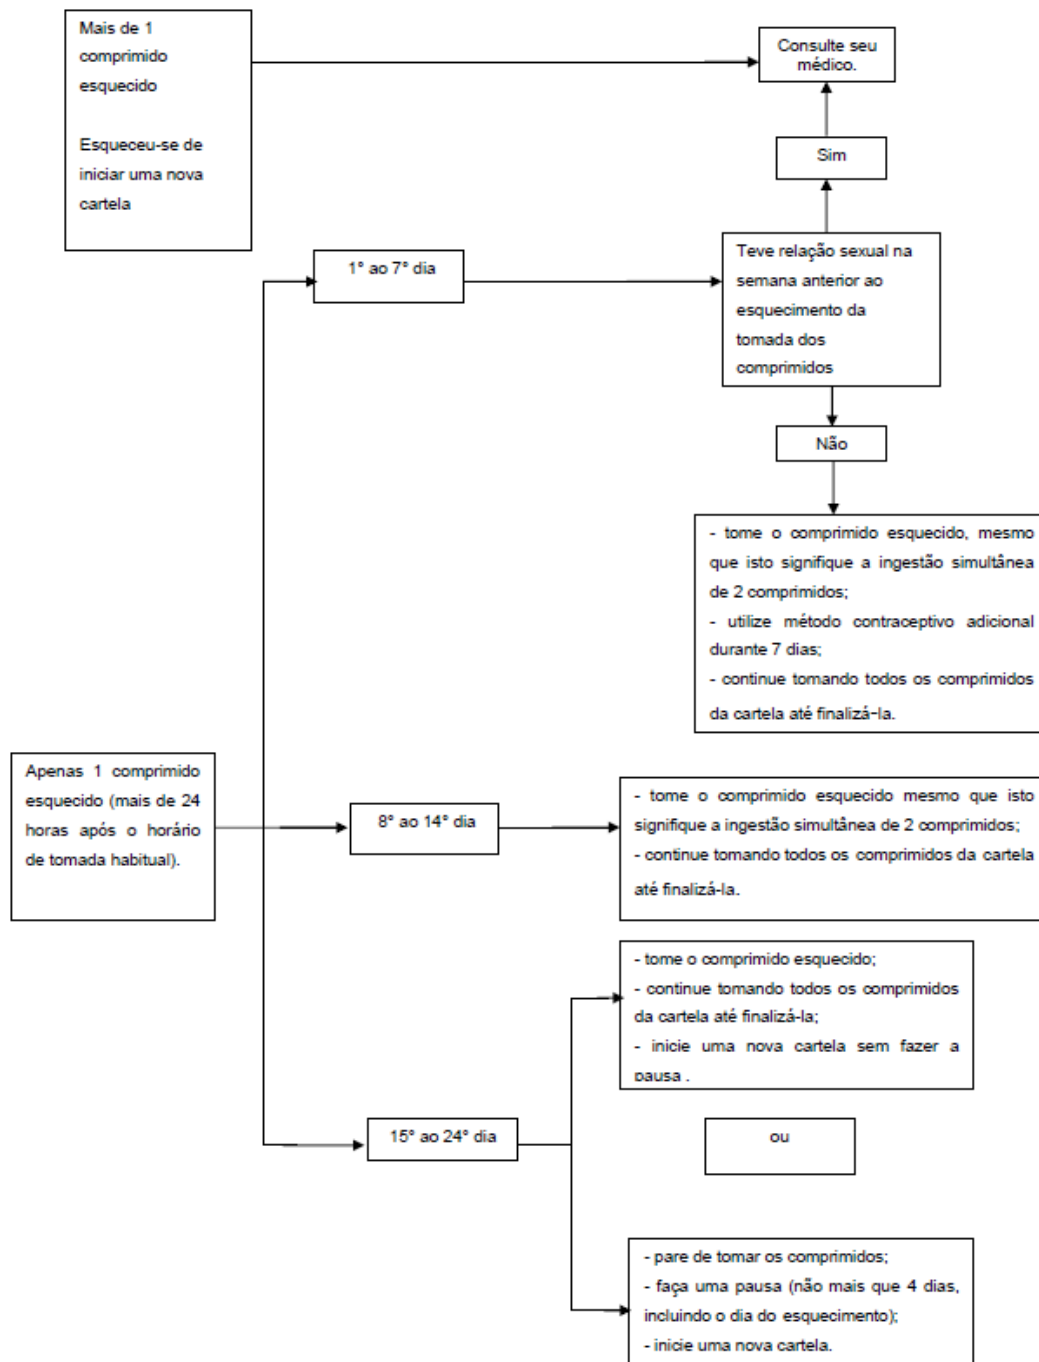 Mais de 1
comprimido
esquecido
Esqueceu-se de
iniciar uma nova
cartela
Consulte seu
médico.
Sim
1° ao 7° dia
Teve relação sexual na
semana anterior ao
esquecimento da
tomada dos
comprimidos
Não
- tome o comprimido esquecido, mesmo
que isto signifique a ingestão simultânea
de 2 comprimidos;
- utilize método contraceptivo adicional
durante 7 dias;
- continue tomando todos os comprimidos
da cartela até finalizá-la.
Apenas 1 comprimido
esquecido (mais de 24
horas após o horário
de tomada habitual).
8° ao 14° dia
- tome o comprimido esquecido mesmo que isto
signifique a ingestão simultânea de 2 comprimidos;
- continue tomando todos os comprimidos da cartela
até finalizá-la.
- tome o comprimido esquecido;
- continue tomando todos os comprimidos
da cartela até finalizá-la;
- inicie uma nova cartela sem fazer a
pausa .
15° ao 24° dia
ou
- pare de tomar os comprimidos;
- faça uma pausa (não mais que 4 dias,
incluindo o dia do esquecimento);
- inicie uma nova cartela.